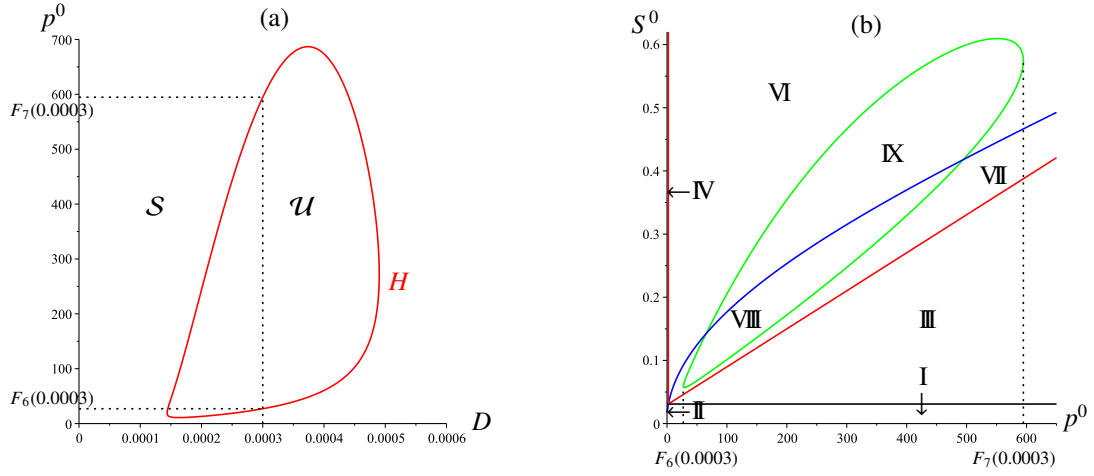 (a)
p⁰
700
600
F₇(0.0003)
500
400
300
200
100
F₆(0.0003)
0
S
U
H
D
0
0.0001
0.0002
0.0003
0.0004
0.0005
0.0006
(b)
S⁰
0.6
0.5
0.4
0.3
0.2
0.1
0
VI
IX
VII
IV
VIII
III
I
II
p⁰
0
100
200
300
400
500
600
F₆(0.0003)
F₇(0.0003)